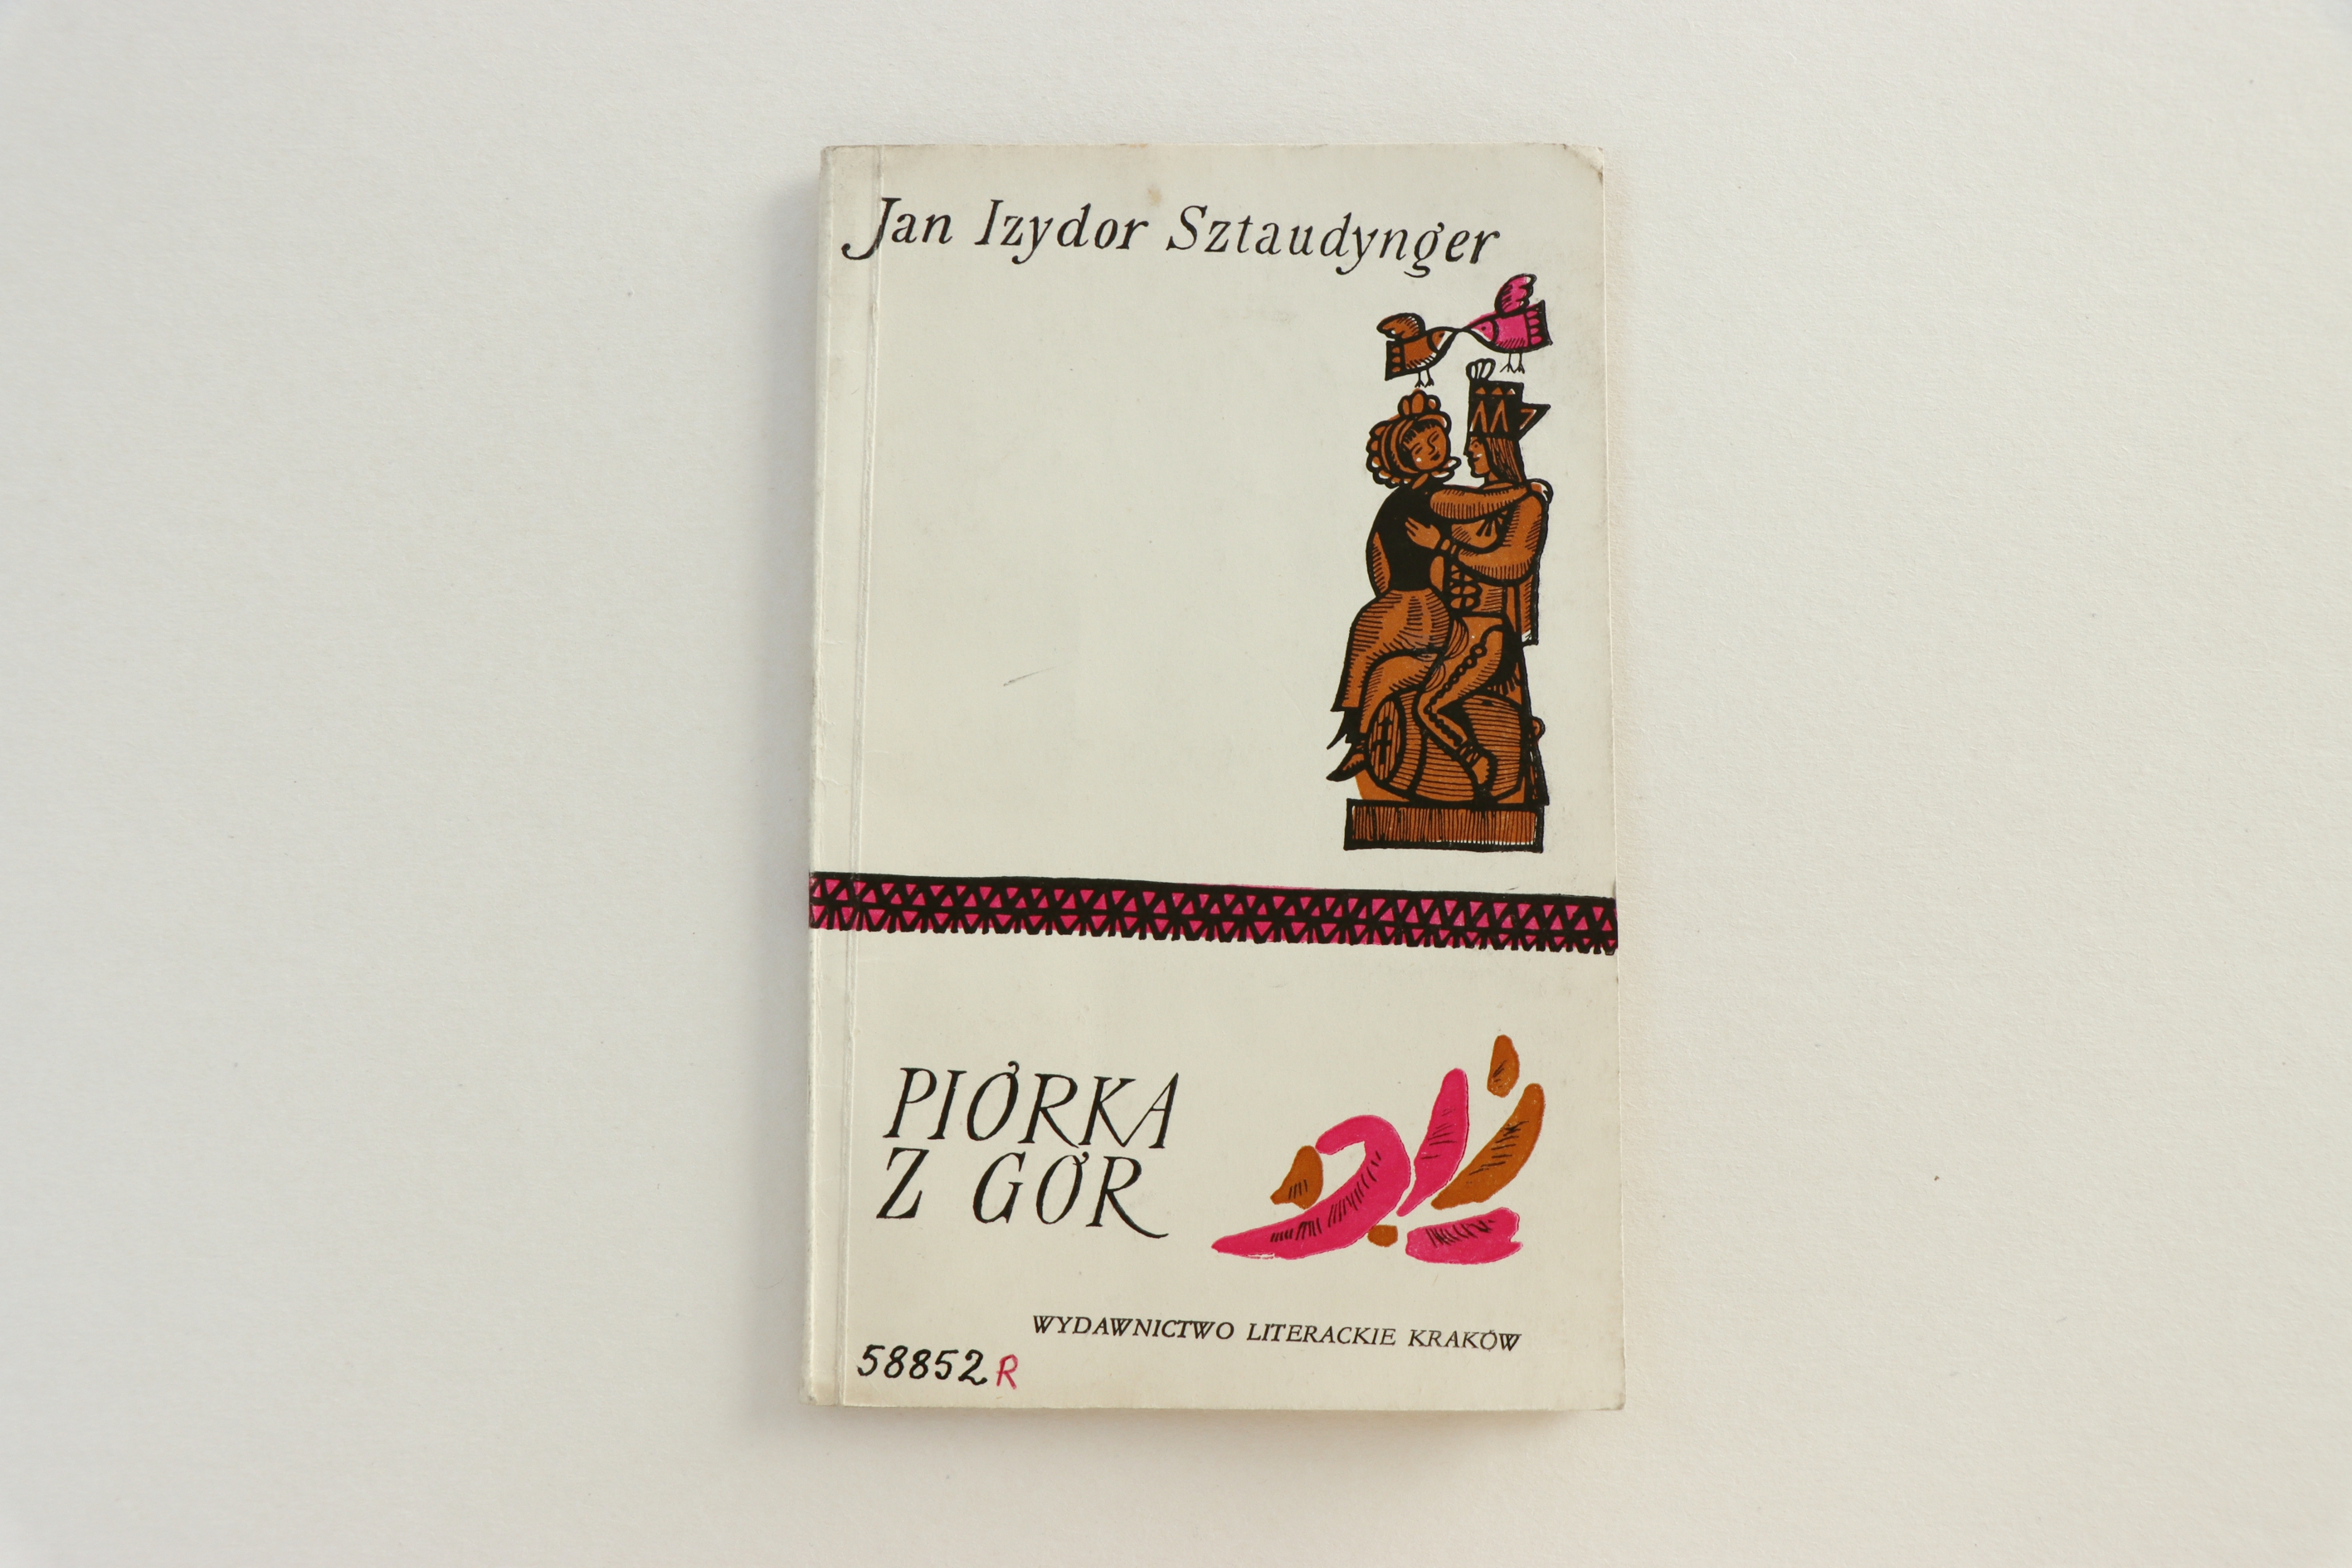 Jan Izydor Sztaudynger
PIÓRKA
Z GÓR
WYDAWNICTWO LITERACKIE KRAKÓW
58852 R